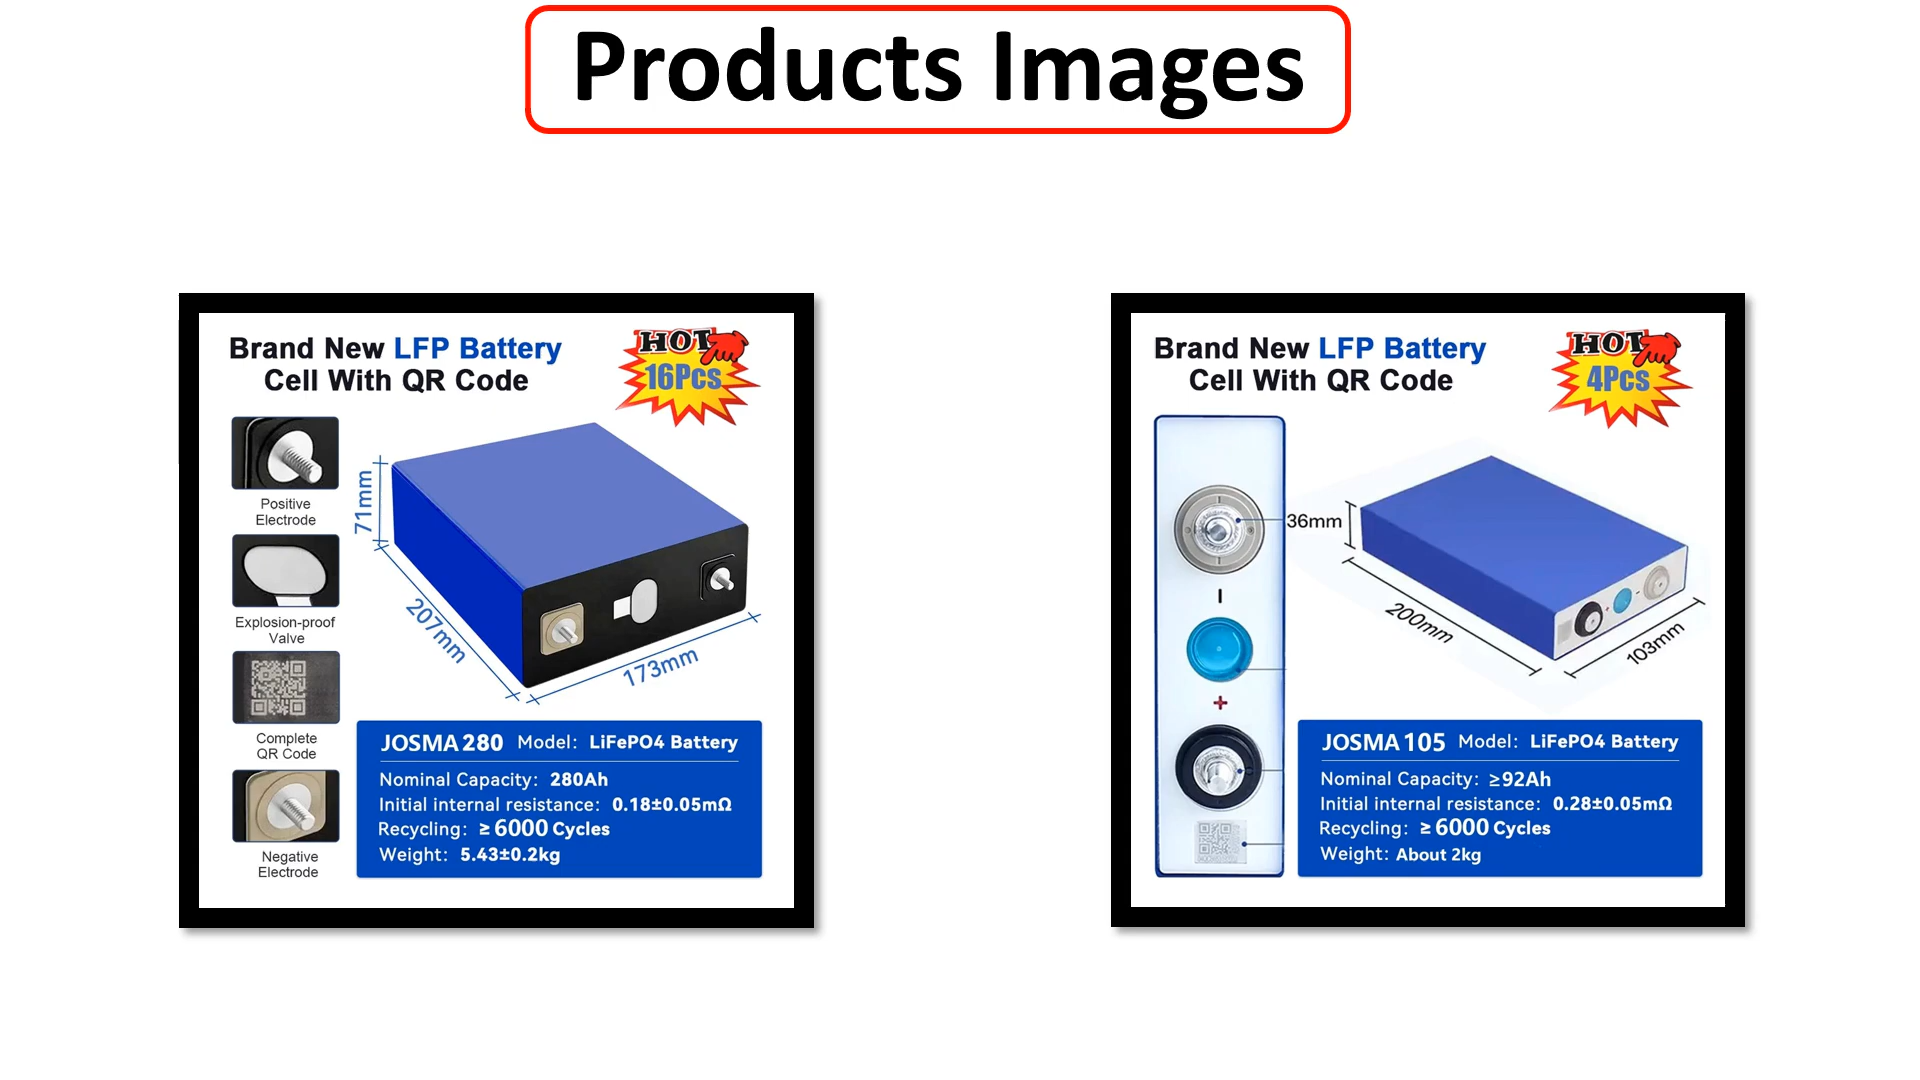 Products Images
Brand New LFP Battery
Cell With QR Code
HOT
16Pcs
Positive
Electrode
Explosion-proof
Valve
Complete
QR Code
Negative
Electrode
71mm
207mm
173mm
JOSMA 280 Model: LiFePO4 Battery
Nominal Capacity: 280Ah
Initial internal resistance: 0.18±0.05mΩ
Recycling: ≥ 6000 Cycles
Weight: 5.43±0.2kg
Brand New LFP Battery
Cell With QR Code
HOT
4Pcs
36mm
200mm
103mm
JOSMA 105 Model: LiFePO4 Battery
Nominal Capacity: ≥92Ah
Initial internal resistance: 0.28±0.05mΩ
Recycling: ≥ 6000 Cycles
Weight: About 2kg